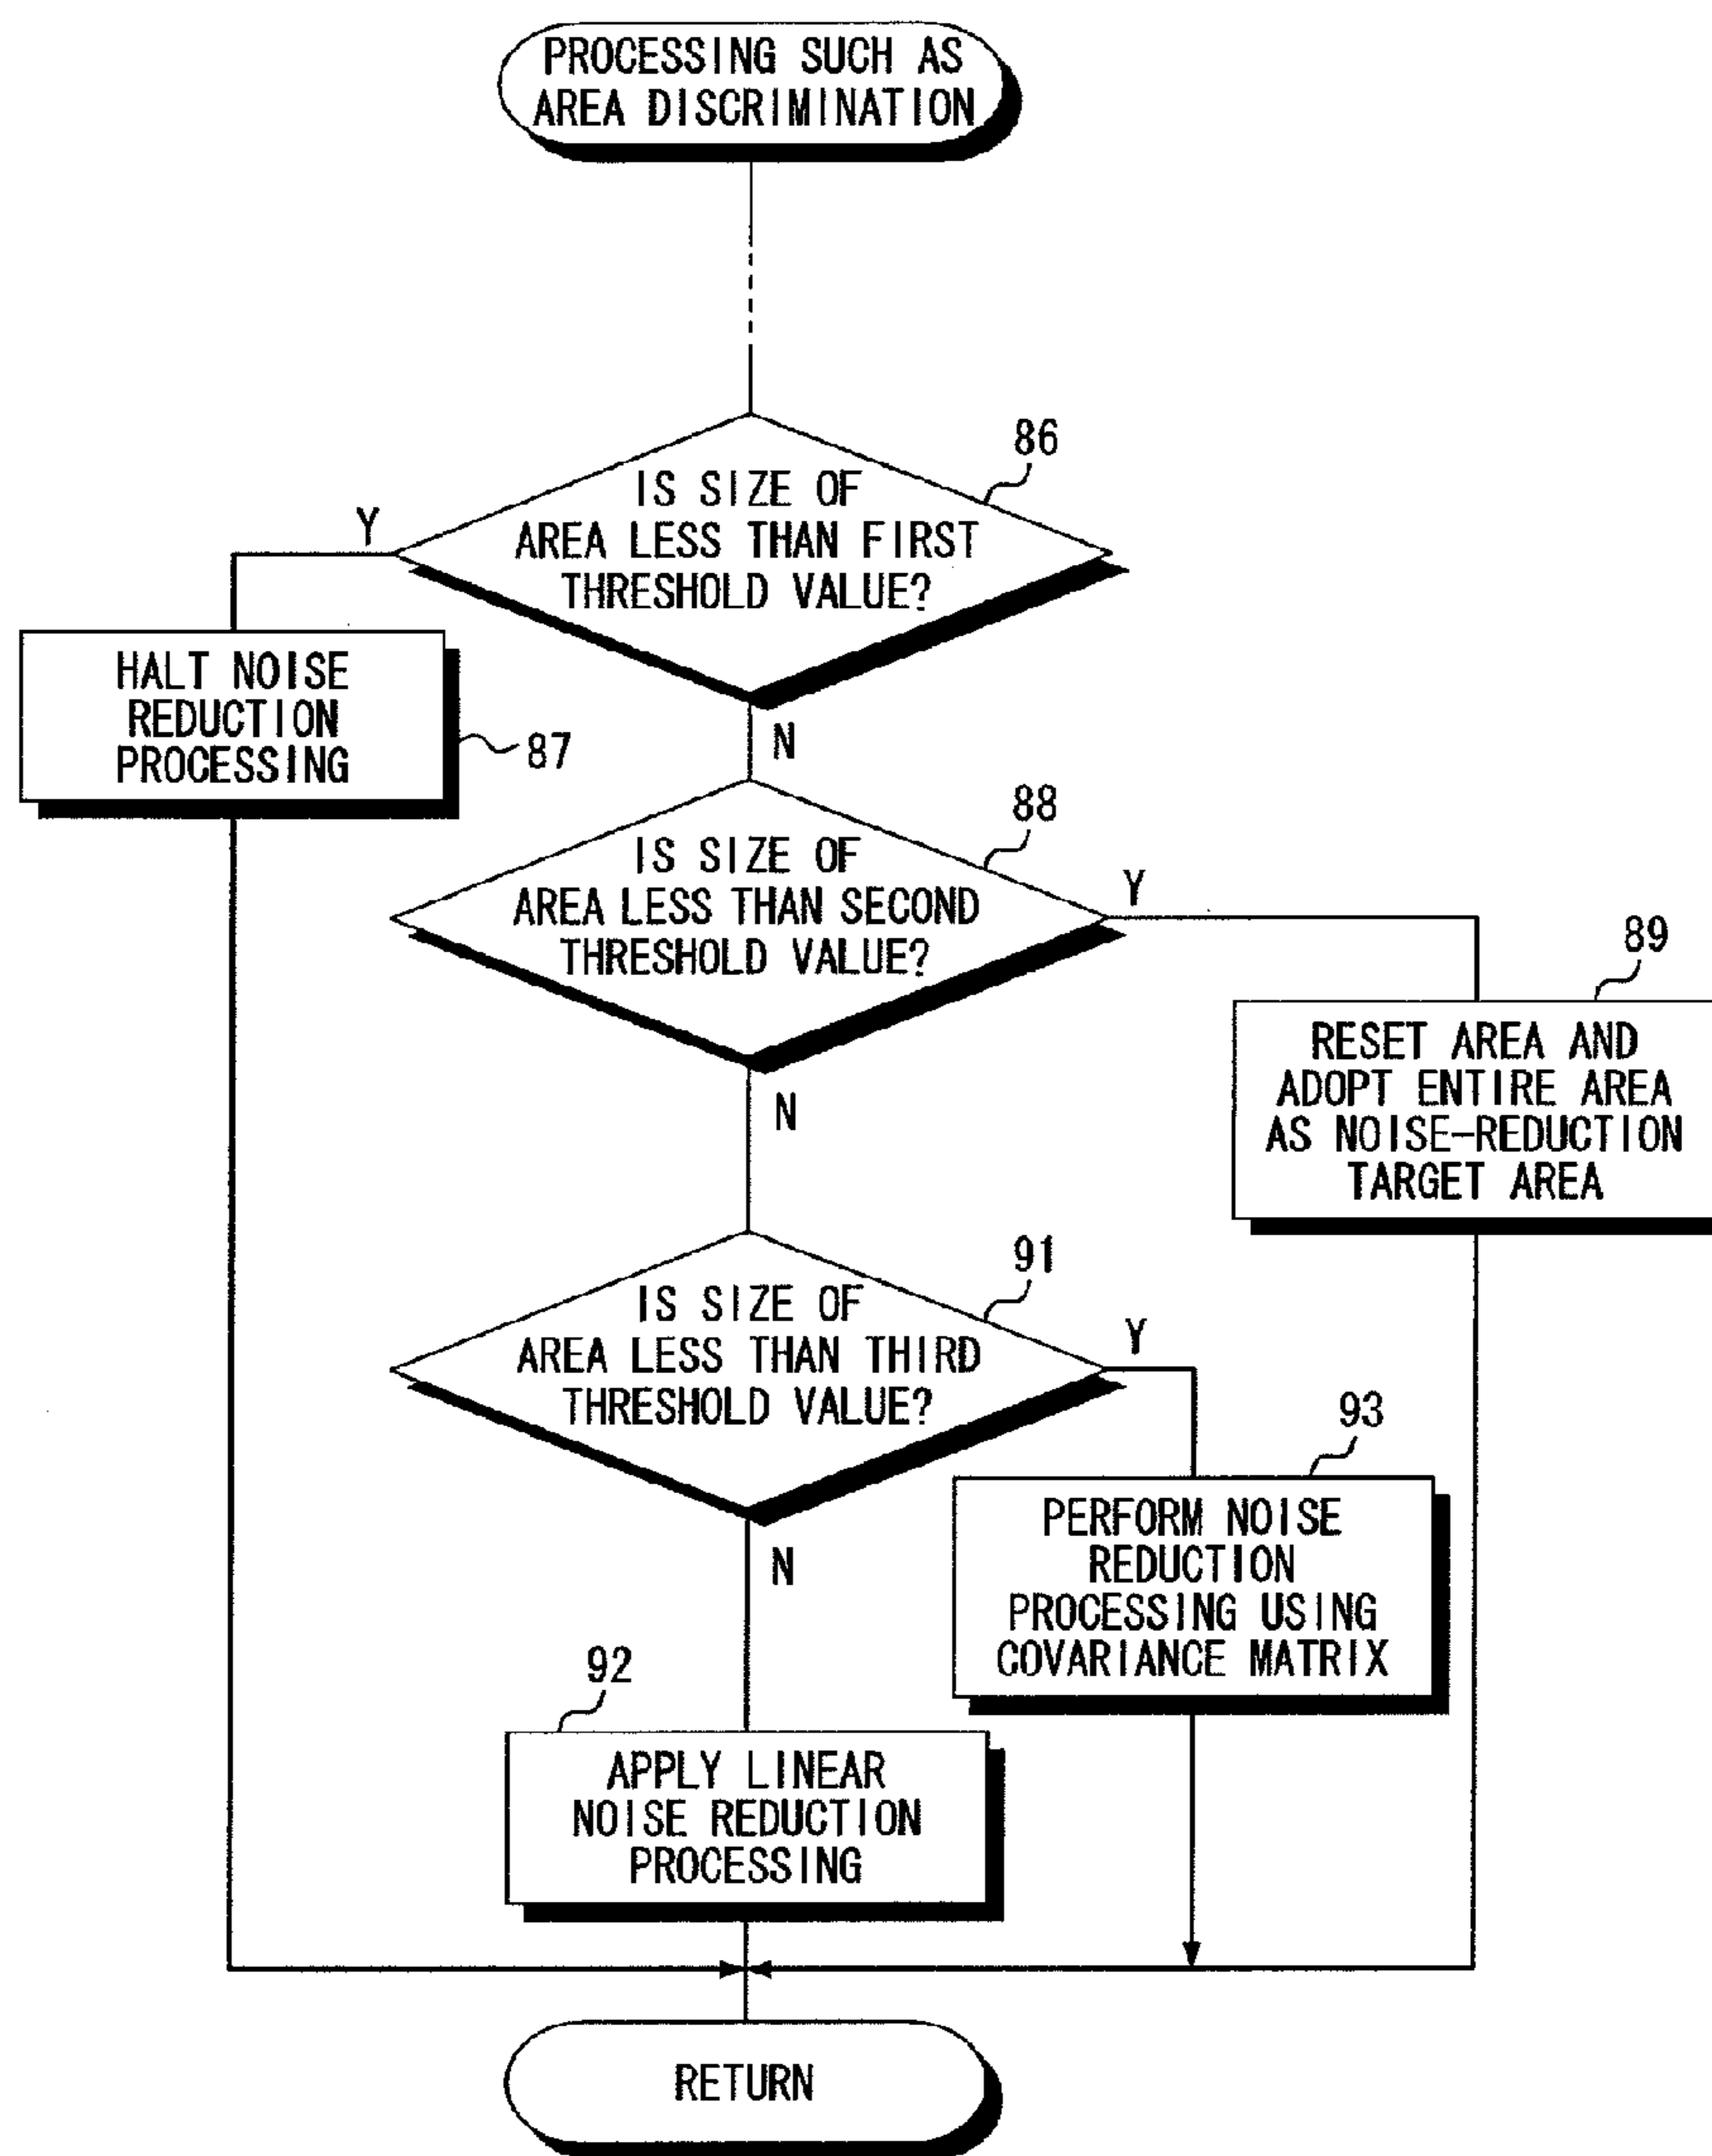 PROCESSING SUCH AS
AREA DISCRIMINATION
86
IS SIZE OF
AREA LESS THAN FIRST
THRESHOLD VALUE?
Y
N
HALT NOISE
REDUCTION
PROCESSING
87
88
IS SIZE OF
AREA LESS THAN SECOND
THRESHOLD VALUE?
Y
N
89
RESET AREA AND
ADOPT ENTIRE AREA
AS NOISE-REDUCTION
TARGET AREA
91
IS SIZE OF
AREA LESS THAN THIRD
THRESHOLD VALUE?
Y
N
93
PERFORM NOISE
REDUCTION
PROCESSING USING
COVARIANCE MATRIX
92
APPLY LINEAR
NOISE REDUCTION
PROCESSING
RETURN